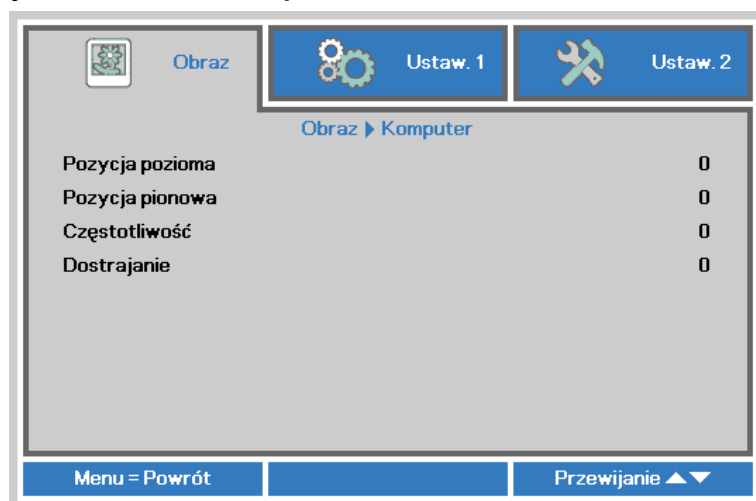 Obraz Ustaw. 1 Ustaw. 2
Obraz Komputer
Pozycja pozioma 0
Pozycja pionowa 0
Częstotliwość 0
Dostrajanie 0
Menu = Powrót Przewijanie